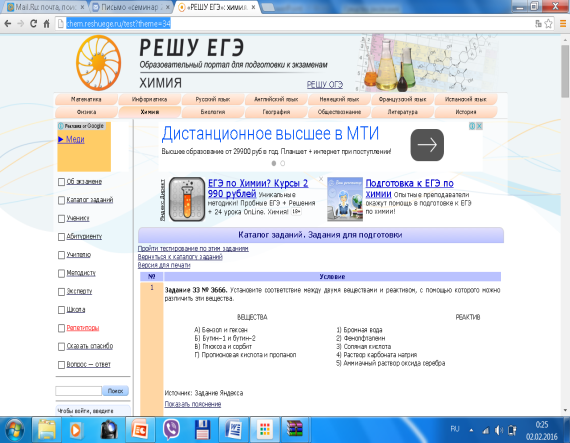 Mail.Ru: почта, поис
Письмо «семинар
«РЕШУ ЕГЭ»: хими
chem.reshuege.ru/test?theme=34
РЕШУ ЕГЭ
Образовательный портал для подготовки к экзаменам
ХИМИЯ
РЕШУ ОГЭ
Математика Информатика Русский язык Английский язык Немецкий язык Французский язык Испанский язык
Физика Химия Биология География Обществознание Литература История
Реклама от Google
Меди
Дистанционное высшее в МТИ
Высшее образование от 29900 руб в год. Планшет + интернет при поступлении!
Яндекс.Директ
ЕГЭ по Химии? Курсы 2 990 рублей Уникальные
методики! Пробные ЕГЭ + Решения
+ 24 урока OnLine. Химия! 18+
Подготовка к ЕГЭ по
химии Опытные преподаватели
окажут помощь в подготовке к ЕГЭ
по химии!
Об экзамене
Каталог заданий
Ученику
Абитуриенту
Учителю
Методисту
Эксперту
Школа
Репетиторы
Сказать спасибо
Вопрос — ответ
Поиск
Чтобы войти, введите
Каталог заданий. Задания для подготовки
Пройти тестирование по этим заданиям
Вернуться к каталогу заданий
Версия для печати
№ Условие
1
Задание 33 № 3666. Установите соответствие между двумя веществами и реактивом, с помощью которого можно
различить эти вещества.
ВЕЩЕСТВА РЕАКТИВ
А) Бензол и гексен 1) Бромная вода
Б) Бутин-1 и бутин-2 2) Фенолфталеин
В) Глюкоза и сорбит 3) Соляная кислота
Г) Пропионовая кислота и пропанол 4) Раствор карбоната натрия
5) Аммиачный раствор оксида серебра
Источник: Задание Яндекса
Показать пояснение
RU
0:25
02.02.2016